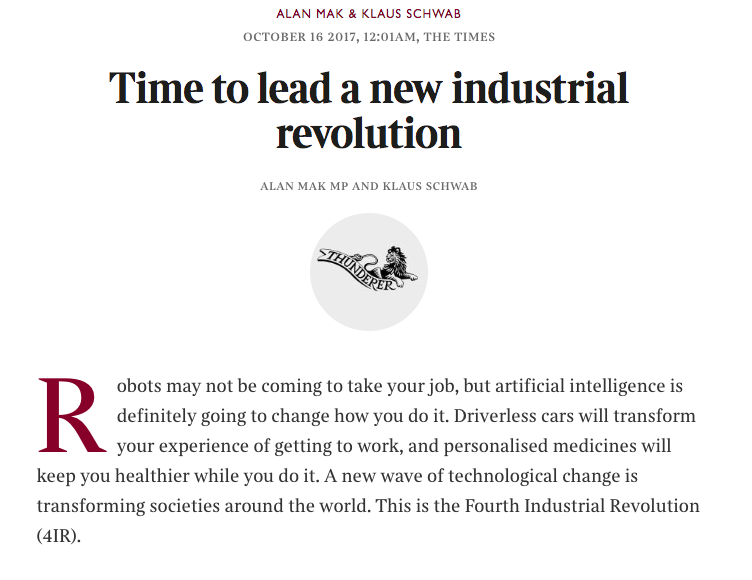 ALAN MAK & KLAUS SCHWAB
OCTOBER 16 2017, 12:01AM, THE TIMES
Time to lead a new industrial
revolution
ALAN MAK MP AND KLAUS SCHWAB
THUNDERER
Robots may not be coming to take your job, but artificial intelligence is
definitely going to change how you do it. Driverless cars will transform
your experience of getting to work, and personalised medicines will
keep you healthier while you do it. A new wave of technological change is
transforming societies around the world. This is the Fourth Industrial Revolution
(4IR).